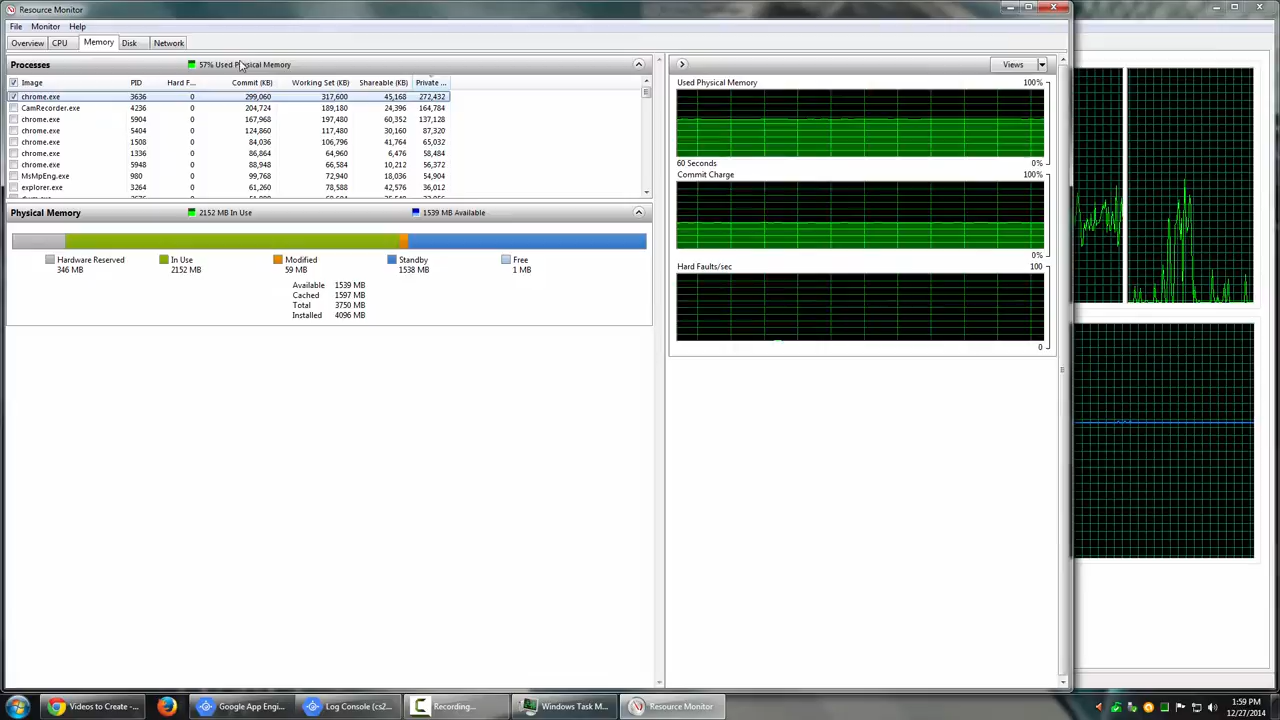 Resource Monitor
File Monitor Help
Overview CPU Memory Disk Network
Processes 57% Used Physical Memory
Image PID Hard F... Commit (KB) Working Set (KB) Shareable (KB) Private ...
chrome.exe 3636 0 299,060 317,600 45,168 272,432
CamRecorder.exe 4236 0 204,724 189,180 24,396 164,784
chrome.exe 5904 0 167,968 197,480 60,352 137,128
chrome.exe 5404 0 124,860 117,480 30,160 87,320
chrome.exe 1508 0 84,036 106,796 41,764 65,032
chrome.exe 1336 0 86,864 64,960 6,476 58,484
chrome.exe 5948 0 88,948 66,584 10,212 56,372
MsMpEng.exe 980 0 99,768 72,940 18,036 54,904
explorer.exe 3264 0 61,260 78,588 42,576 36,012
Physical Memory 2152 MB In Use 1539 MB Available
Hardware Reserved In Use Modified Standby Free
346 MB 2152 MB 59 MB 1538 MB 1 MB
Available 1539 MB
Cached 1597 MB
Total 3750 MB
Installed 4096 MB
Views
Used Physical Memory 100%
60 Seconds 0%
Commit Charge 100%
0%
Hard Faults/sec 100
0
Videos to Create -... Google App Engi... Log Console (cs2... Recording... Windows Task M... Resource Monitor
1:59 PM
12/27/2014